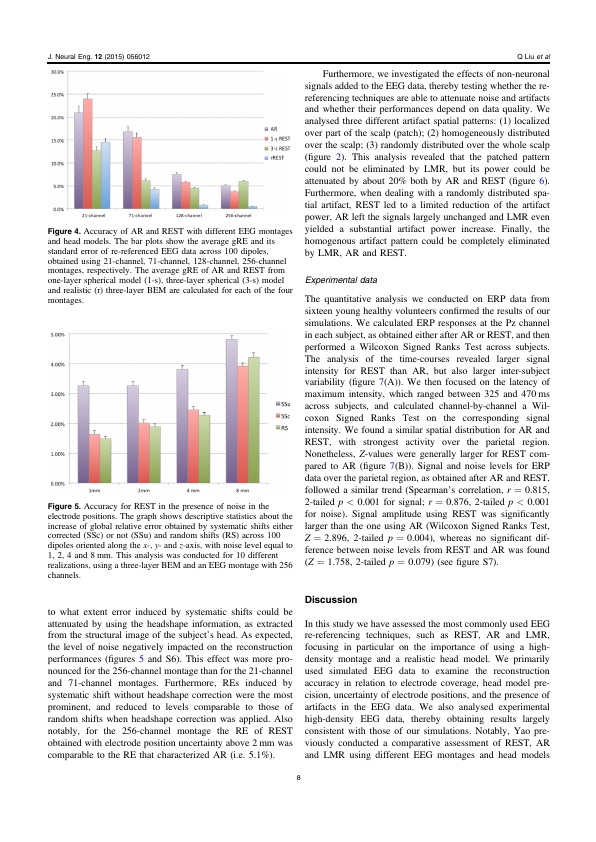 J. Neural Eng. 12 (2015) 056012
Q Liu et al
30.0%
25.0%
20.0%
15.0%
10.0%
5.0%
0.0%
21-channel
71-channel
128-channel
256-channel
AR
1-s REST
3-s REST
rREST
Figure 4. Accuracy of AR and REST with different EEG montages
and head models. The bar plots show the average gRE and its
standard error of re-referenced EEG data across 100 dipoles,
obtained using 21-channel, 71-channel, 128-channel, 256-channel
montages, respectively. The average gRE of AR and REST from
one-layer spherical model (1-s), three-layer spherical (3-s) model
and realistic (r) three-layer BEM are calculated for each of the four
montages.
5.00%
4.00%
3.00%
2.00%
1.00%
0.00%
1mm
2mm
4 mm
8 mm
SSu
SSc
RS
Figure 5. Accuracy for REST in the presence of noise in the
electrode positions. The graph shows descriptive statistics about the
increase of global relative error obtained by systematic shifts either
corrected (SSc) or not (SSu) and random shifts (RS) across 100
dipoles oriented along the x-, y- and z-axis, with noise level equal to
1, 2, 4 and 8 mm. This analysis was conducted for 10 different
realizations, using a three-layer BEM and an EEG montage with 256
channels.
to what extent error induced by systematic shifts could be
attenuated by using the headshape information, as extracted
from the structural image of the subject's head. As expected,
the level of noise negatively impacted on the reconstruction
performances (figures 5 and S6). This effect was more pro-
nounced for the 256-channel montage than for the 21-channel
and 71-channel montages. Furthermore, REs induced by
systematic shift without headshape correction were the most
prominent, and reduced to levels comparable to those of
random shifts when headshape correction was applied. Also
notably, for the 256-channel montage the RE of REST
obtained with electrode position uncertainty above 2 mm was
comparable to the RE that characterized AR (i.e. 5.1%).
Furthermore, we investigated the effects of non-neuronal
signals added to the EEG data, thereby testing whether the re-
referencing techniques are able to attenuate noise and artifacts
and whether their performances depend on data quality. We
analysed three different artifact spatial patterns: (1) localized
over part of the scalp (patch); (2) homogeneously distributed
over the scalp; (3) randomly distributed over the whole scalp
(figure 2). This analysis revealed that the patched pattern
could not be eliminated by LMR, but its power could be
attenuated by about 20% both by AR and REST (figure 6).
Furthermore, when dealing with a randomly distributed spa-
tial artifact, REST led to a limited reduction of the artifact
power, AR left the signals largely unchanged and LMR even
yielded a substantial artifact power increase. Finally, the
homogenous artifact pattern could be completely eliminated
by LMR, AR and REST.
Experimental data
The quantitative analysis we conducted on ERP data from
sixteen young healthy volunteers confirmed the results of our
simulations. We calculated ERP responses at the Pz channel
in each subject, as obtained either after AR or REST, and then
performed a Wilcoxon Signed Ranks Test across subjects.
The analysis of the time-courses revealed larger signal
intensity for REST than AR, but also larger inter-subject
variability (figure 7(A)). We then focused on the latency of
maximum intensity, which ranged between 325 and 470 ms
across subjects, and calculated channel-by-channel a Wil-
coxon Signed Ranks Test on the corresponding signal
intensity. We found a similar spatial distribution for AR and
REST, with strongest activity over the parietal region.
Nonetheless, Z-values were generally larger for REST com-
pared to AR (figure 7(B)). Signal and noise levels for ERP
data over the parietal region, as obtained after AR and REST,
followed a similar trend (Spearman's correlation, r = 0.815,
2-tailed p < 0.001 for signal; r = 0.876, 2-tailed p < 0.001
for noise). Signal amplitude using REST was significantly
larger than the one using AR (Wilcoxon Signed Ranks Test,
Z = 2.896, 2-tailed p = 0.004), whereas no significant dif-
ference between noise levels from REST and AR was found
(Z = 1.758, 2-tailed p = 0.079) (see figure S7).
Discussion
In this study we have assessed the most commonly used EEG
re-referencing techniques, such as REST, AR and LMR,
focusing in particular on the importance of using a high-
density montage and a realistic head model. We primarily
used simulated EEG data to examine the reconstruction
accuracy in relation to electrode coverage, head model pre-
cision, uncertainty of electrode positions, and the presence of
artifacts in the EEG data. We also analysed experimental
high-density EEG data, thereby obtaining results largely
consistent with those of our simulations. Notably, Yao pre-
viously conducted a comparative assessment of REST, AR
and LMR using different EEG montages and head models
8